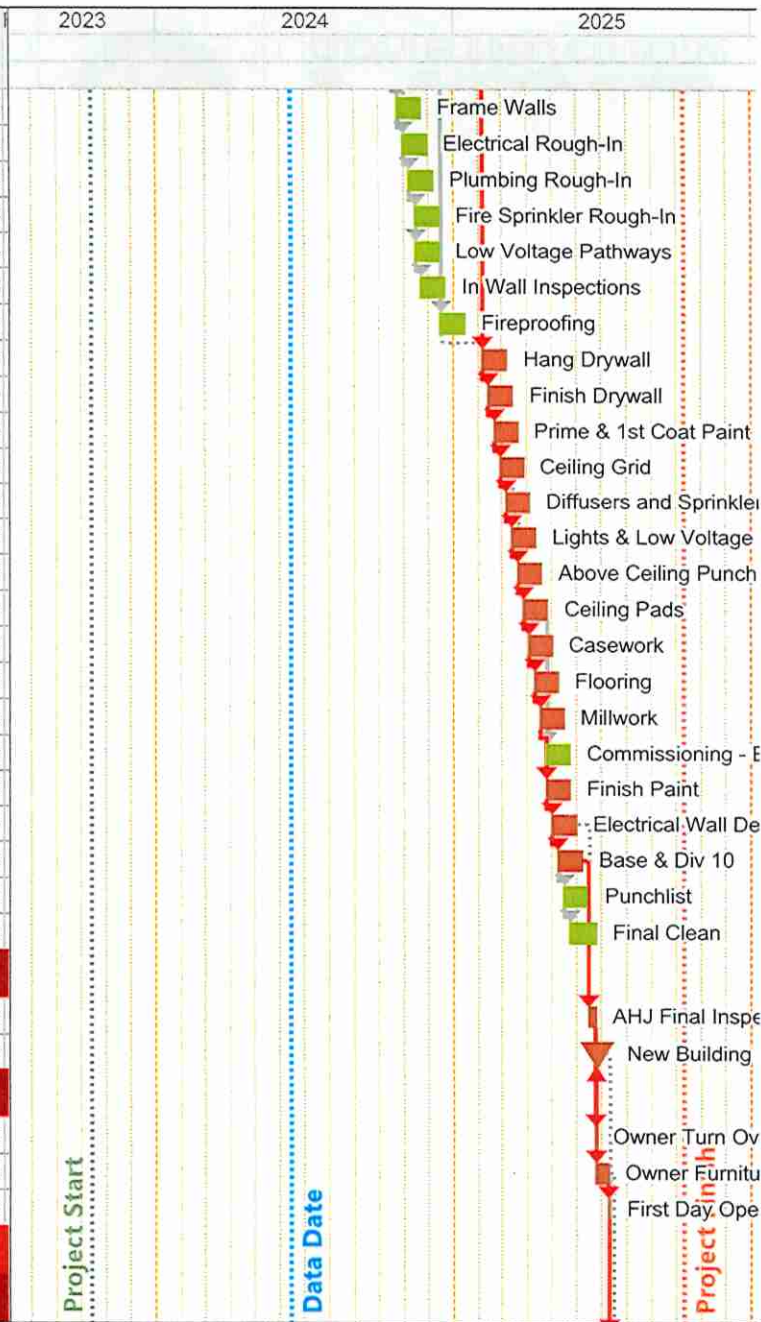 2023
2024
2025
Frame Walls
Electrical Rough-In
Plumbing Rough-In
Fire Sprinkler Rough-In
Low Voltage Pathways
In Wall Inspections
Fireproofing
Hang Drywall
Finish Drywall
Prime & 1st Coat Paint
Ceiling Grid
Diffusers and Sprinkler
Lights & Low Voltage
Above Ceiling Punch
Ceiling Pads
Casework
Flooring
Millwork
Commissioning - E
Finish Paint
Electrical Wall De
Base & Div 10
Punchlist
Final Clean
AHJ Final Inspe
New Building
Owner Turn Ov
Owner Furnitu
First Day Ope
Project Start
Data Date
Project Finish